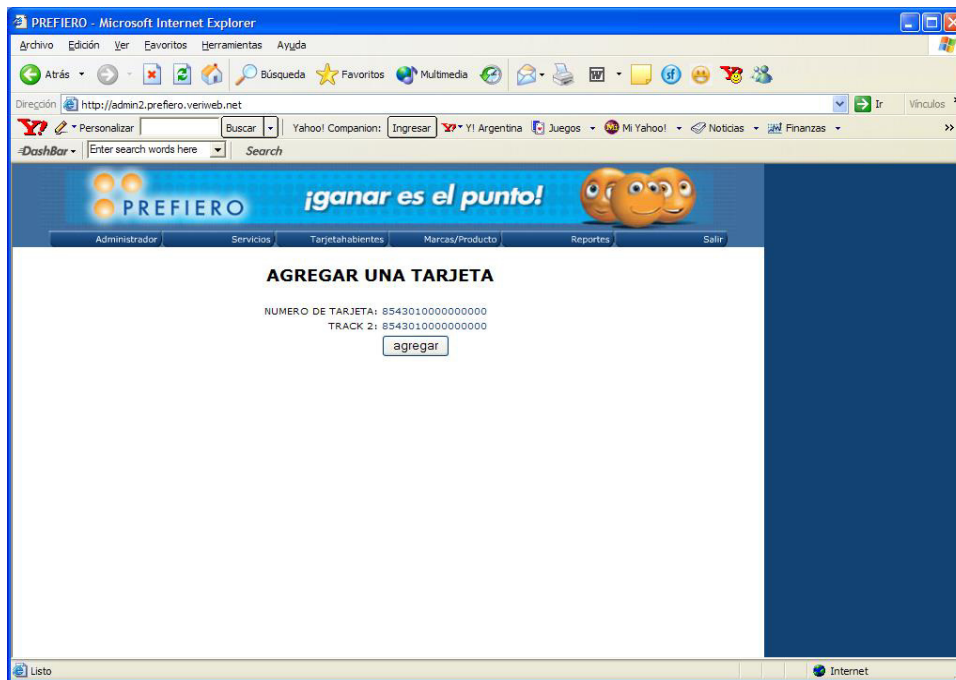 PREFIERO - Microsoft Internet Explorer
Archivo Edición Ver Favoritos Herramientas Ayuda
Atrás Búsqueda Favoritos Multimedia
Dirección http://admin2.prefiero.veriweb.net Ir Vínculos
Y! Personalizar Buscar Yahoo! Companion: Ingresar Y! Y! Argentina Juegos Mi Yahoo! Noticias Finanzas »
DashBar Enter search words here Search
PREFIERO ¡ganar es el punto!
Administrador Servicios Tarjetahabientes Marcas/Producto Reportes Salir
AGREGAR UNA TARJETA
NUMERO DE TARJETA: 8543010000000000
TRACK 2: 8543010000000000
agregar
Listo Internet